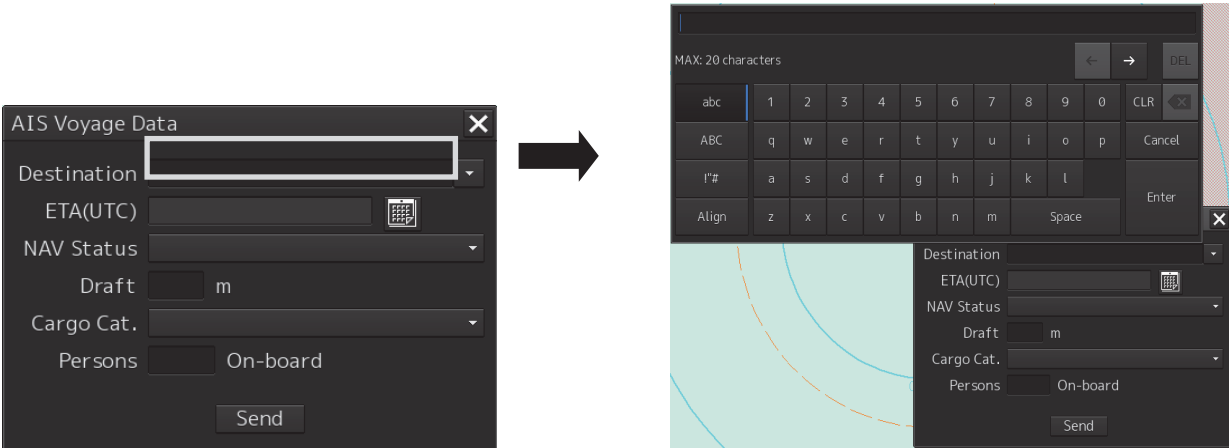 AIS Voyage Data
Destination
ETA(UTC)
NAV Status
Draft m
Cargo Cat.
Persons On-board
Send
MAX: 20 characters
← → DEL
abc 1 2 3 4 5 6 7 8 9 0 CLR
ABC q w e r t y u i o p Cancel
!"# a s d f g h j k l
Enter
Align z x c v b n m Space
Destination
ETA(UTC)
NAV Status
Draft m
Cargo Cat.
Persons On-board
Send